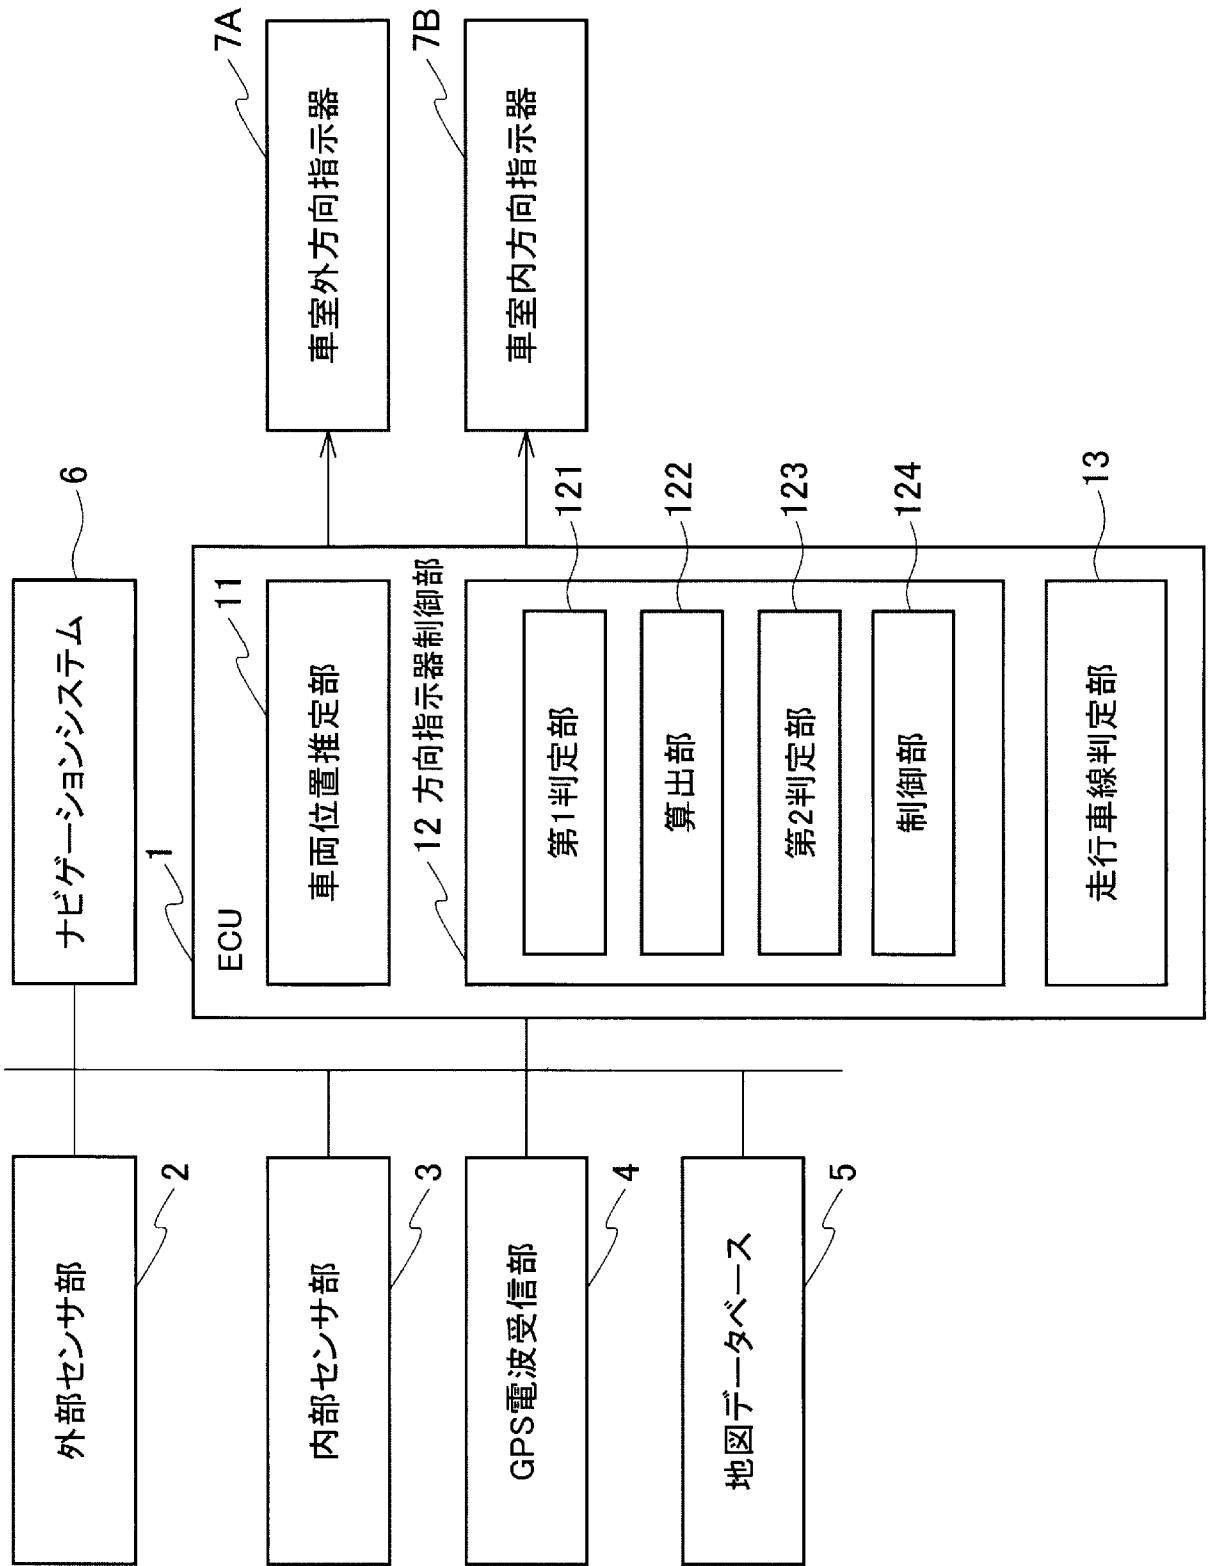 外部センサ部
2
内部センサ部
3
GPS電波受信部
4
地図データベース
5
ナビゲーションシステム
6
1
ECU
車両位置推定部
11
12 方向指示器制御部
第1判定部
121
算出部
122
第2判定部
123
制御部
124
走行車線判定部
13
車室外方向指示器
7A
車室内方向指示器
7B